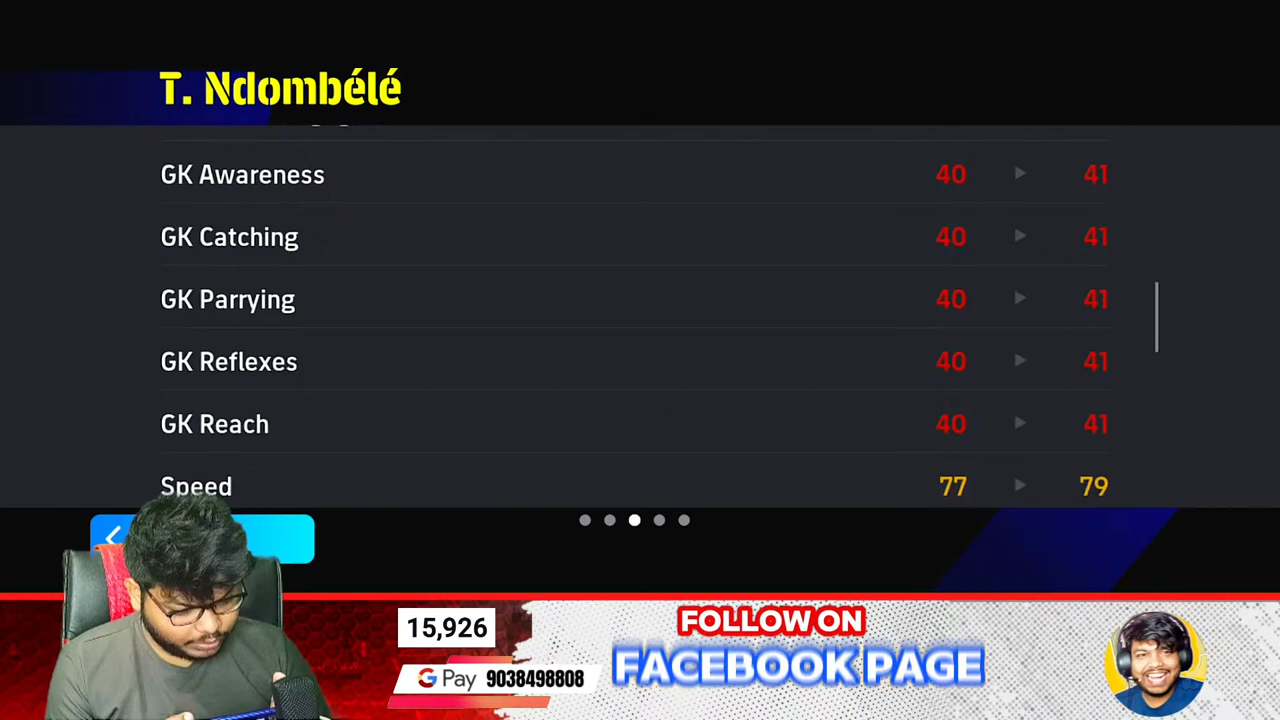 T. Ndombélé
GK Awareness 40 41
GK Catching 40 41
GK Parrying 40 41
GK Reflexes 40 41
GK Reach 40 41
Speed 77 79
15,926
G Pay 9038498808
FOLLOW ON
FACEBOOK PAGE